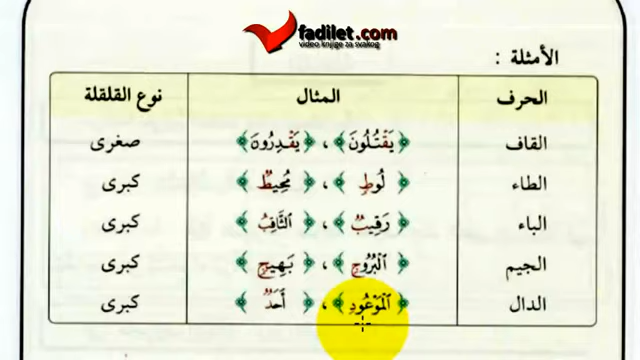 fadilet.com
video knjige za svakog
الأمثلة :
الحرف المثال نوع القلقلة
القاف ﴿يَقْتُلُونَ﴾ ، ﴿يَقْدِرُونَ﴾ صغرى
الطاء ﴿لُوطٍ﴾ ، ﴿مُحِيطٌ﴾ كبرى
الباء ﴿رَقِيبٌ﴾ ، ﴿الثَّاقِبُ﴾ كبرى
الجيم ﴿الْبُرُوجِ﴾ ، ﴿بَهِيجٍ﴾ كبرى
الدال ﴿الْمَوْعُودِ﴾ ، ﴿أَحَدٌ﴾ كبرى